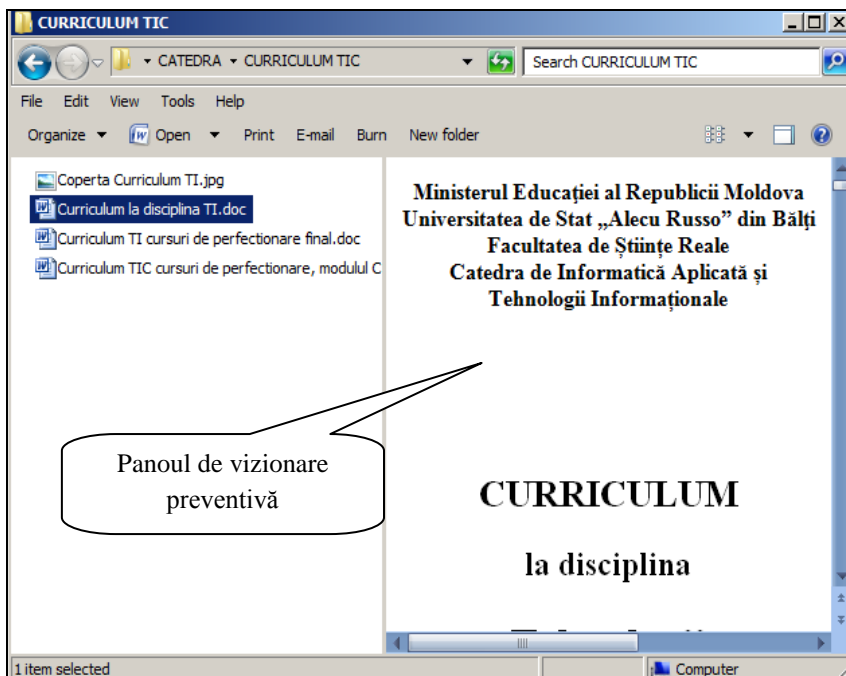 CURRICULUM TIC
CATEDRA CURRICULUM TIC Search CURRICULUM TIC
File Edit View Tools Help
Organize Open Print E-mail Burn New folder
Coperta Curriculum TI.jpg
Curriculum la disciplina TI.doc
Curriculum TI cursuri de perfectionare final.doc
Curriculum TIC cursuri de perfectionare, modulul C
Ministerul Educației al Republicii Moldova
Universitatea de Stat „Alecu Russo” din Bălți
Facultatea de Științe Reale
Catedra de Informatică Aplicată și
Tehnologii Informaționale
Panoul de vizionare
preventivă
CURRICULUM
la disciplina
1 item selected Computer